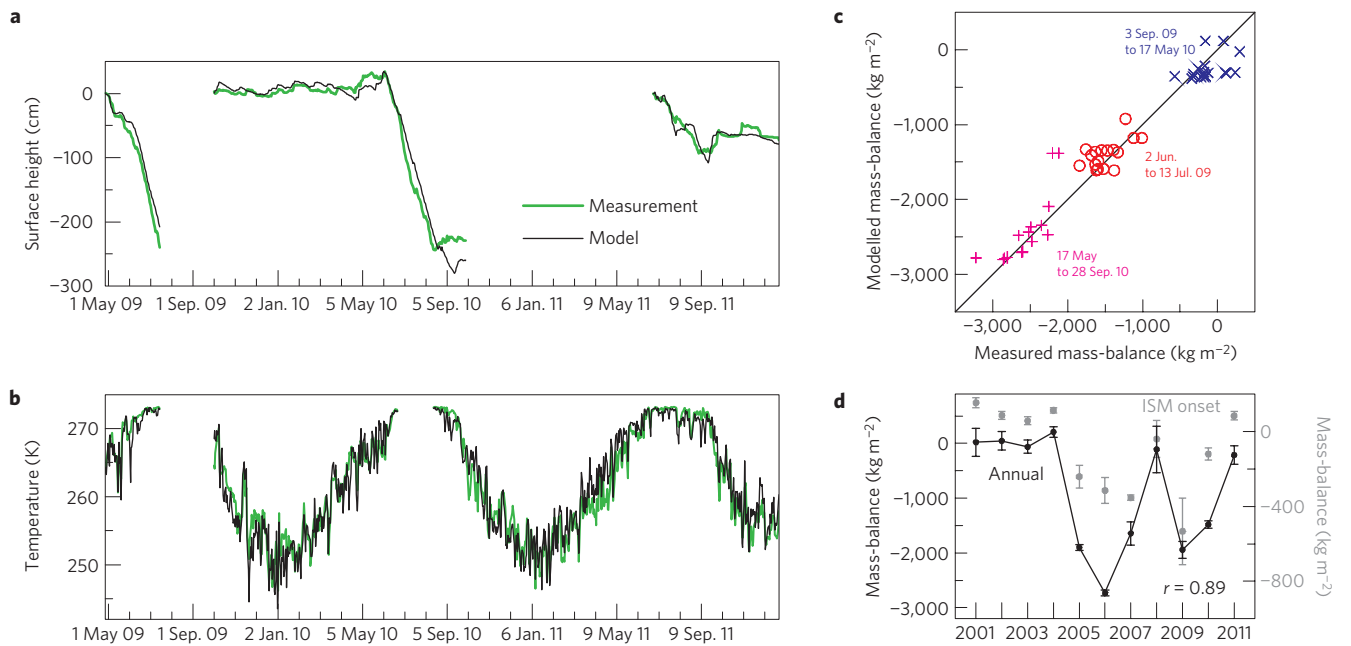 a
Surface height (cm)
0
−100
−200
−300
Measurement
Model
1 May 09 1 Sep. 09 2 Jan. 10 5 May 10 5 Sep. 10 6 Jan. 11 9 May 11 9 Sep. 11
b
Temperature (K)
270
260
250
1 May 09 1 Sep. 09 2 Jan. 10 5 May 10 5 Sep. 10 6 Jan. 11 9 May 11 9 Sep. 11
c
Modelled mass-balance (kg m−2)
0
−1,000
−2,000
−3,000
3 Sep. 09
to 17 May 10
2 Jun.
to 13 Jul. 09
17 May
to 28 Sep. 10
−3,000 −2,000 −1,000 0
Measured mass-balance (kg m−2)
d
Mass-balance (kg m−2)
0
−1,000
−2,000
−3,000
ISM onset
Annual
r = 0.89
0
−400
−800
Mass-balance
(kg m−2)
2001 2003 2005 2007 2009 2011